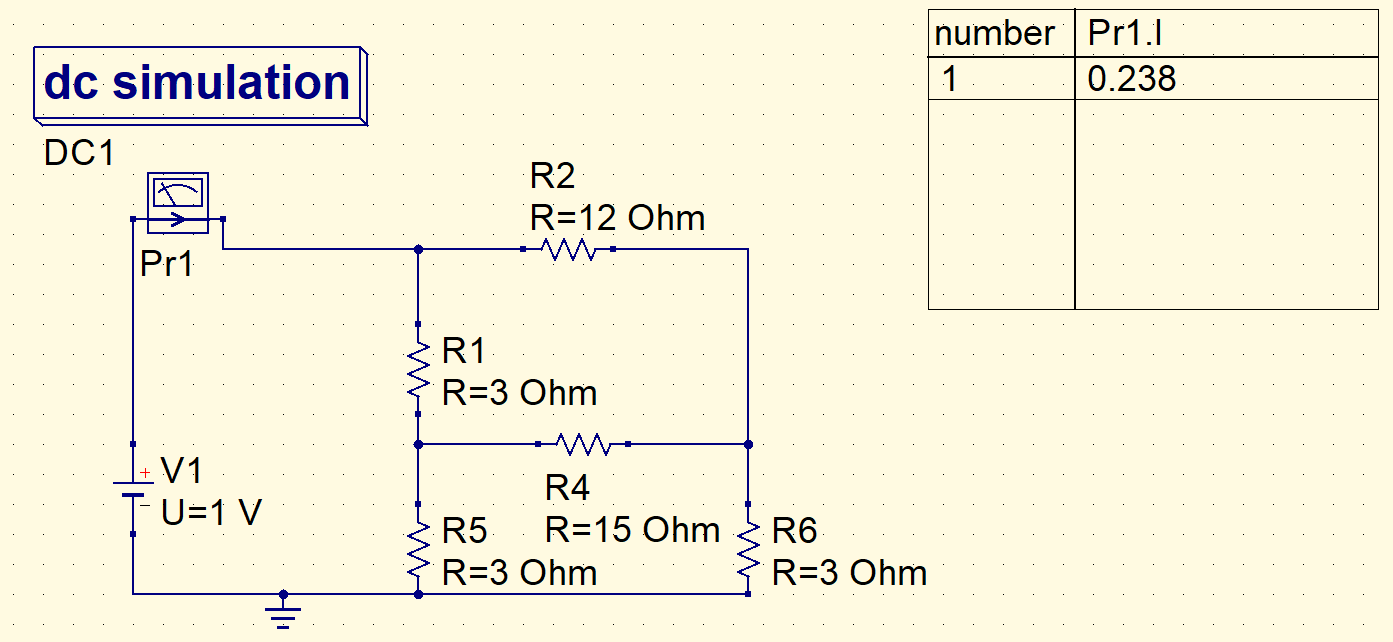 dc simulation
DC1
number Pr1.I
1 0.238
Pr1
R2
R=12 Ohm
R1
R=3 Ohm
+ V1
− U=1 V
R4
R=15 Ohm
R5
R=3 Ohm
R6
R=3 Ohm